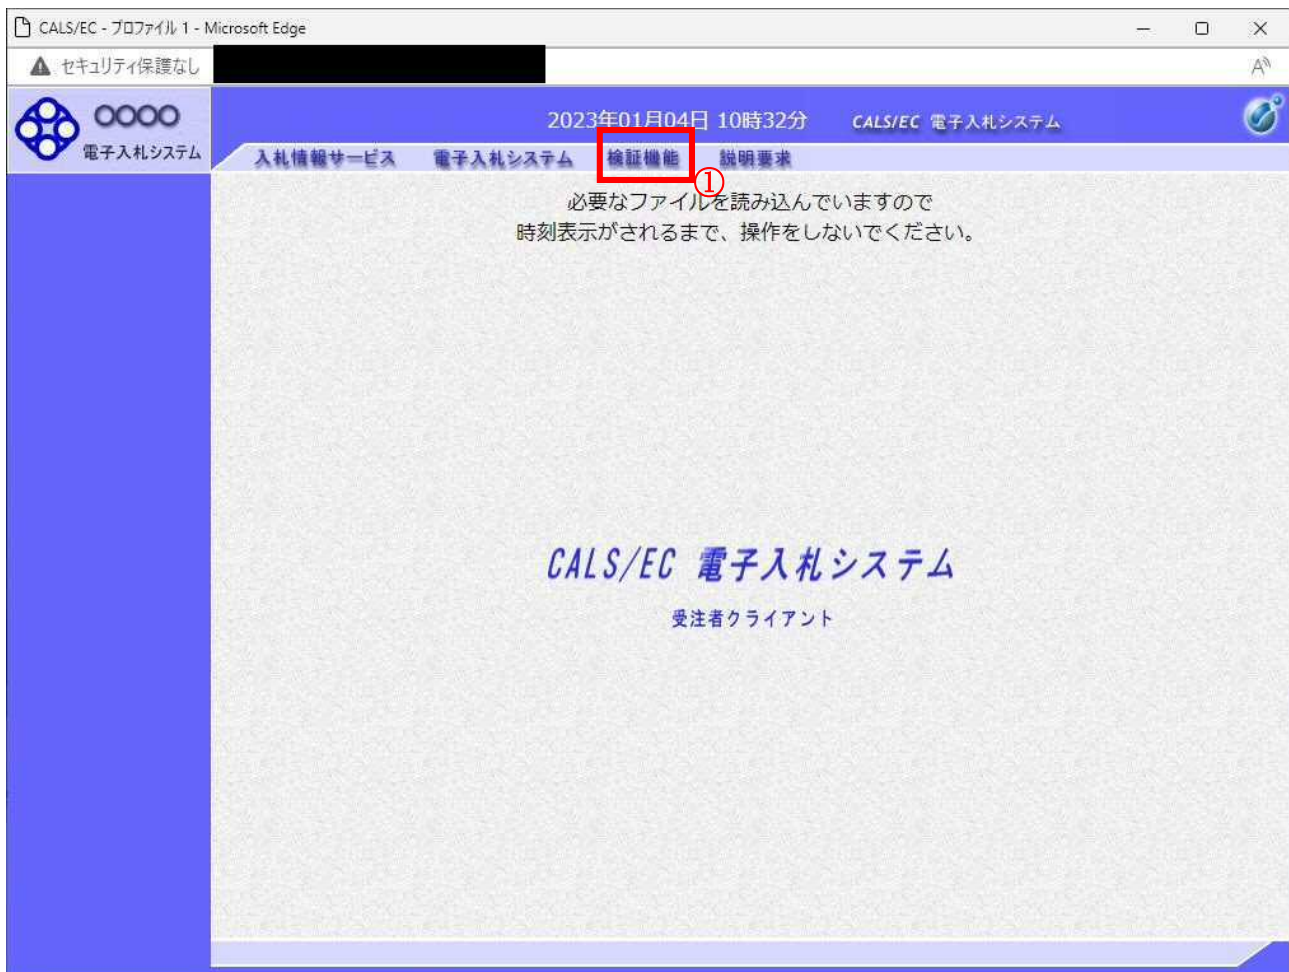 CALS/EC - プロファイル 1 - Microsoft Edge
セキュリティ保護なし
○○○○
電子入札システム
2023年01月04日 10時32分
CALS/EC 電子入札システム
入札情報サービス 電子入札システム 検証機能 説明要求
①
必要なファイルを読み込んでいますので
時刻表示がされるまで、操作をしないでください。
CALS/EC 電子入札システム
受注者クライアント